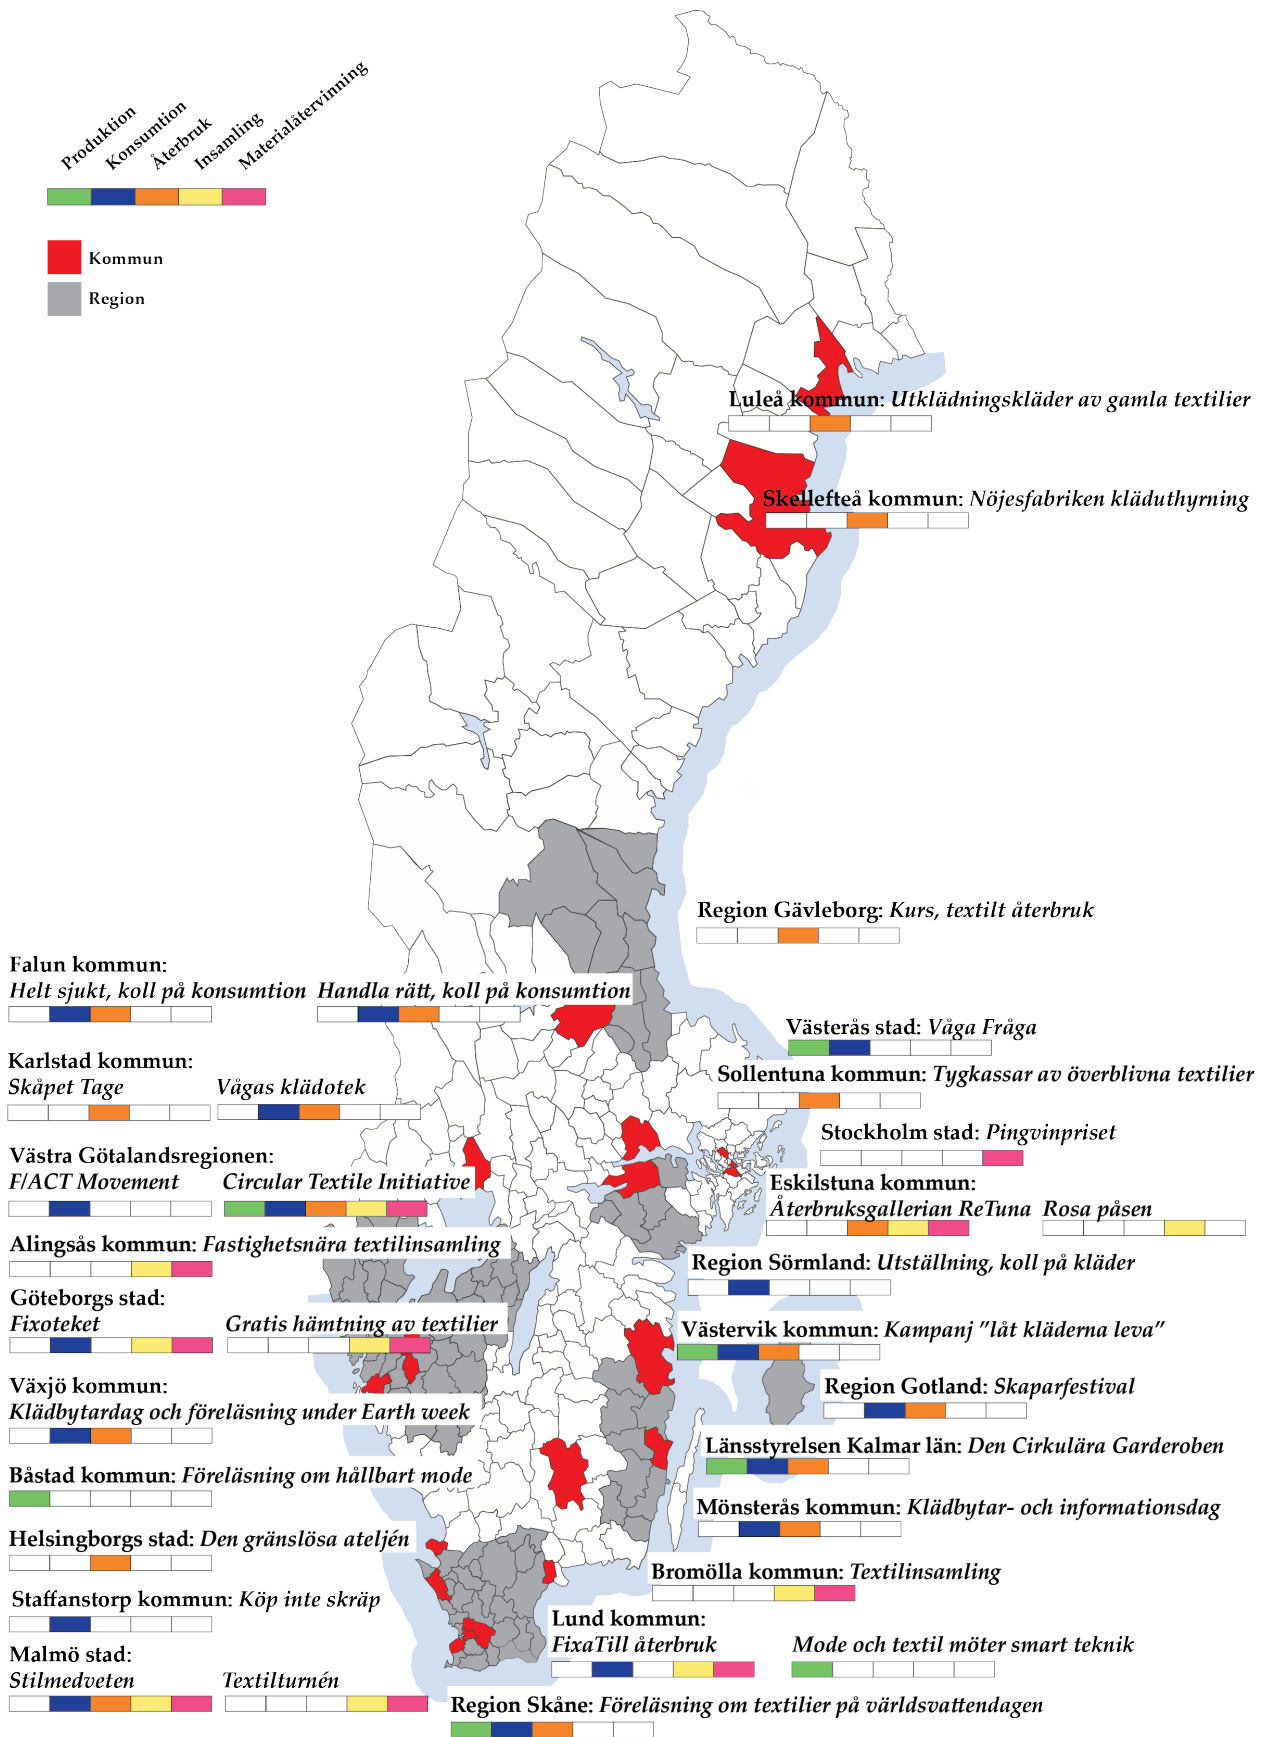 Produktion
Konsumtion
Återbruk
Insamling
Materialåtervinning
Kommun
Region
Luleå kommun: Utklädningskläder av gamla textilier
Skellefteå kommun: Nöjesfabriken kläduthyrning
Region Gävleborg: Kurs, textilt återbruk
Falun kommun:
Helt sjukt, koll på konsumtion Handla rätt, koll på konsumtion
Västerås stad: Våga Fråga
Karlstad kommun:
Skåpet Tage Vågas klädotek
Sollentuna kommun: Tygkassar av överblivna textilier
Stockholm stad: Pingvinpriset
Västra Götalandsregionen:
F/ACT Movement Circular Textile Initiative
Eskilstuna kommun:
Återbruksgallerian ReTuna Rosa påsen
Alingsås kommun: Fastighetsnära textilinsamling
Region Sörmland: Utställning, koll på kläder
Göteborgs stad:
Fixoteket Gratis hämtning av textilier
Västervik kommun: Kampanj ”låt kläderna leva”
Växjö kommun:
Klädbytardag och föreläsning under Earth week
Region Gotland: Skaparfestival
Länsstyrelsen Kalmar län: Den Cirkulära Garderoben
Båstad kommun: Föreläsning om hållbart mode
Mönsterås kommun: Klädbytar- och informationsdag
Helsingborgs stad: Den gränslösa ateljén
Bromölla kommun: Textilinsamling
Staffanstorp kommun: Köp inte skräp
Lund kommun:
FixaTill återbruk Mode och textil möter smart teknik
Malmö stad:
Stilmedveten Textilturnén
Region Skåne: Föreläsning om textilier på världsvattendagen